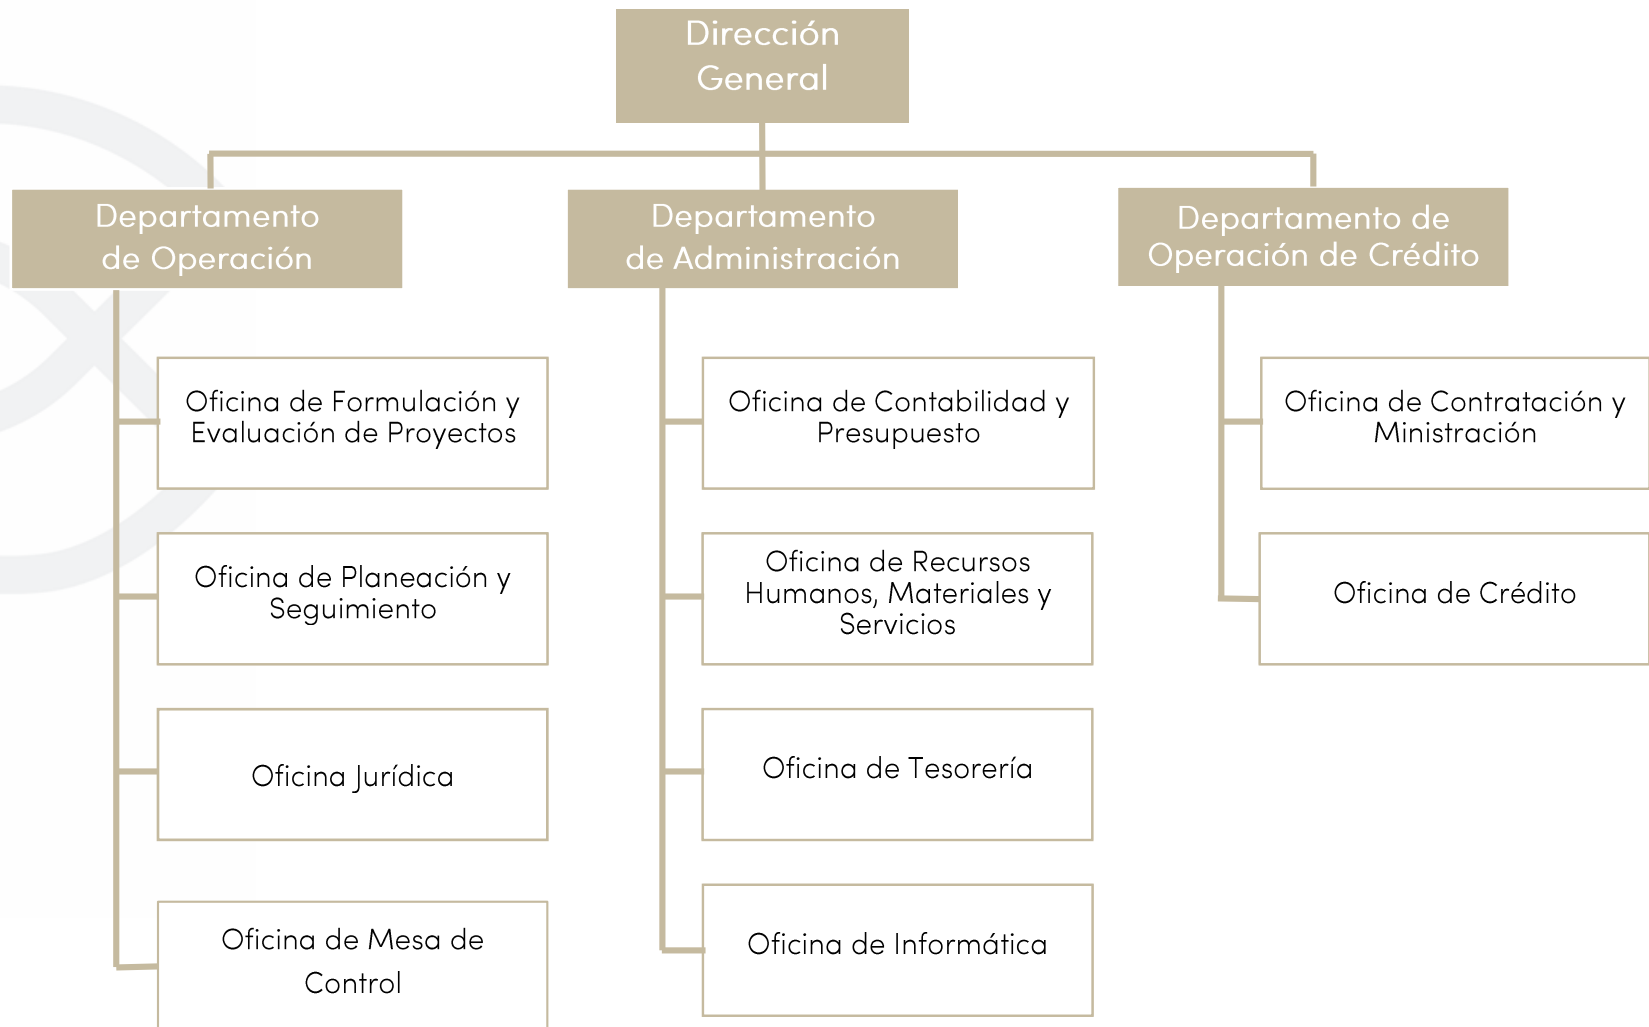 Dirección
General
Departamento
de Operación
Departamento
de Administración
Departamento de
Operación de Crédito
Oficina de Formulación y
Evaluación de Proyectos
Oficina de Contabilidad y
Presupuesto
Oficina de Contratación y
Ministración
Oficina de Planeación y
Seguimiento
Oficina de Recursos
Humanos, Materiales y
Servicios
Oficina de Crédito
Oficina Jurídica
Oficina de Tesorería
Oficina de Mesa de
Control
Oficina de Informática